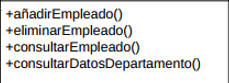 +añadirEmpleado()
+eliminarEmpleado()
+consultarEmpleado()
+consultarDatosDepartamento()